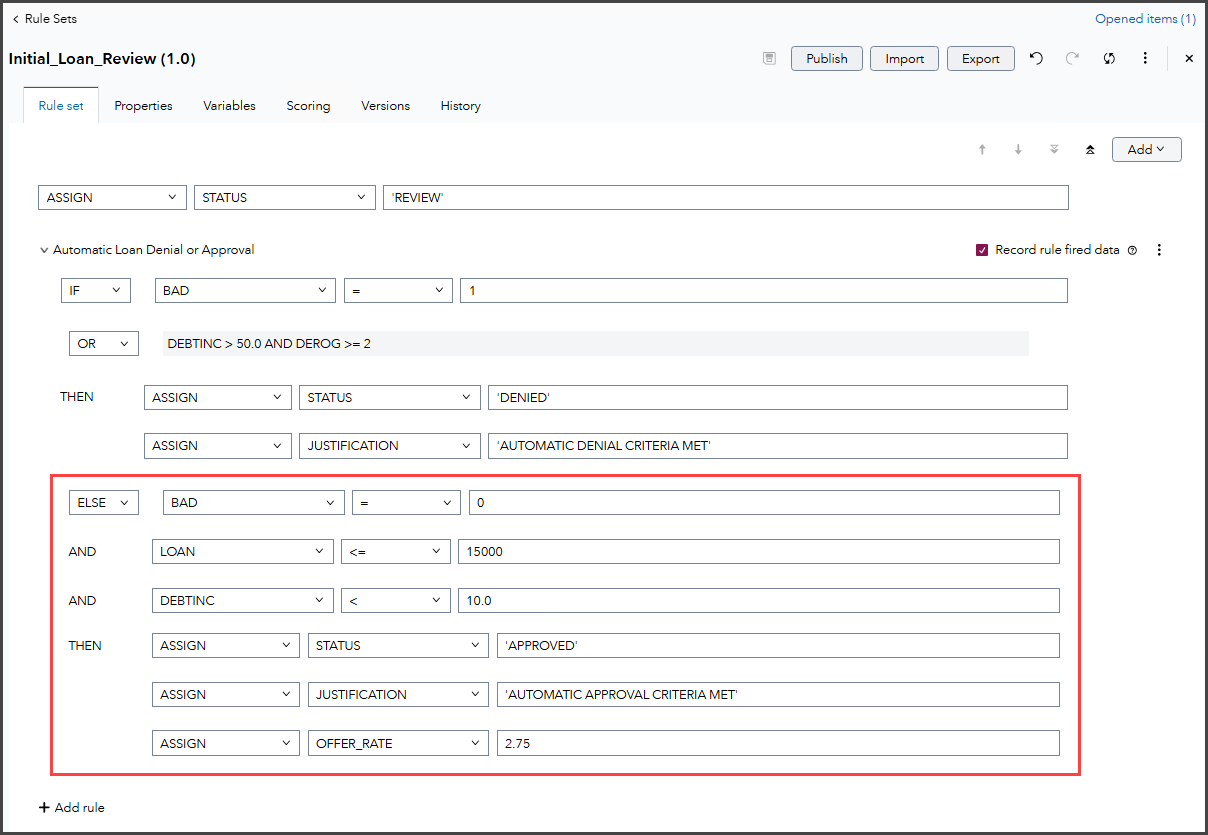 Rule Sets Opened items (1)
Initial_Loan_Review (1.0) Publish Import Export
Rule set Properties Variables Scoring Versions History
Add
ASSIGN STATUS 'REVIEW'
Automatic Loan Denial or Approval Record rule fired data
IF BAD = 1
OR DEBTINC > 50.0 AND DEROG >= 2
THEN ASSIGN STATUS 'DENIED'
ASSIGN JUSTIFICATION 'AUTOMATIC DENIAL CRITERIA MET'
ELSE BAD = 0
AND LOAN <= 15000
AND DEBTINC < 10.0
THEN ASSIGN STATUS 'APPROVED'
ASSIGN JUSTIFICATION 'AUTOMATIC APPROVAL CRITERIA MET'
ASSIGN OFFER_RATE 2.75
Add rule